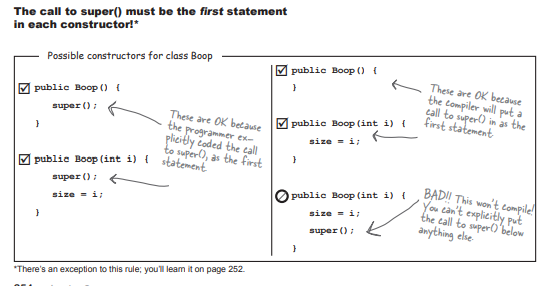 The call to super() must be the first statement
in each constructor!*
Possible constructors for class Boop
public Boop() {
super();
}
These are OK because
the programmer ex-
plicitly coded the call
to super(), as the first
statement.
public Boop(int i) {
super();
size = i;
}
public Boop() {
}
These are OK because
the compiler will put a
call to super() in as the
first statement.
public Boop(int i) {
size = i;
}
public Boop(int i) {
size = i;
super();
}
BAD!! This won't compile!
You can't explicitly put
the call to super() below
anything else.
*There's an exception to this rule; you'll learn it on page 252.